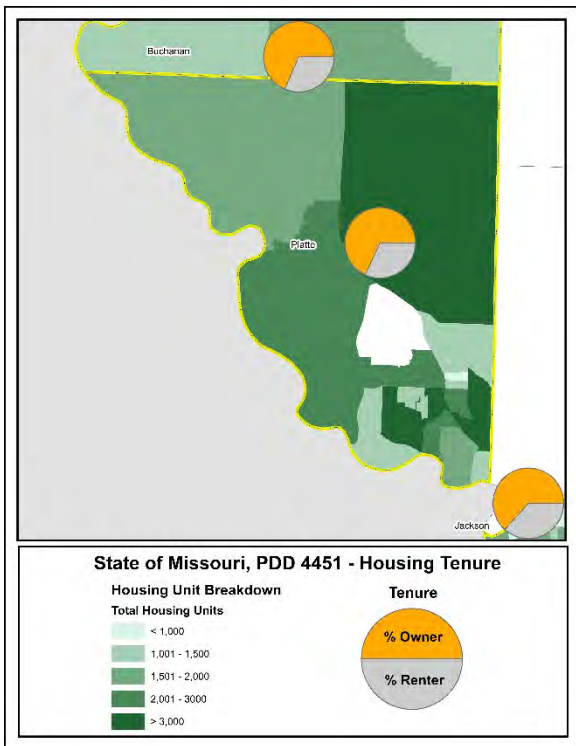 Buchanan
Platte
Jackson
State of Missouri, PDD 4451 - Housing Tenure
Housing Unit Breakdown
Total Housing Units
< 1,000
1,001 - 1,500
1,501 - 2,000
2,001 - 3000
> 3,000
Tenure
% Owner
% Renter